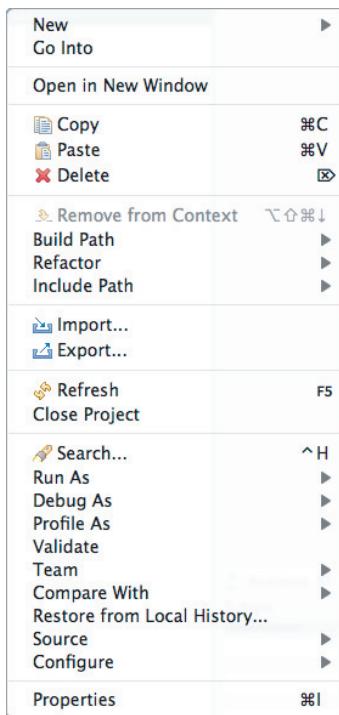 New
Go Into
Open in New Window
Copy ⌘C
Paste ⌘V
Delete ⌦
Remove from Context ⌥⇧⌘↓
Build Path
Refactor
Include Path
Import...
Export...
Refresh F5
Close Project
Search... ^H
Run As
Debug As
Profile As
Validate
Team
Compare With
Restore from Local History...
Source
Configure
Properties ⌘I